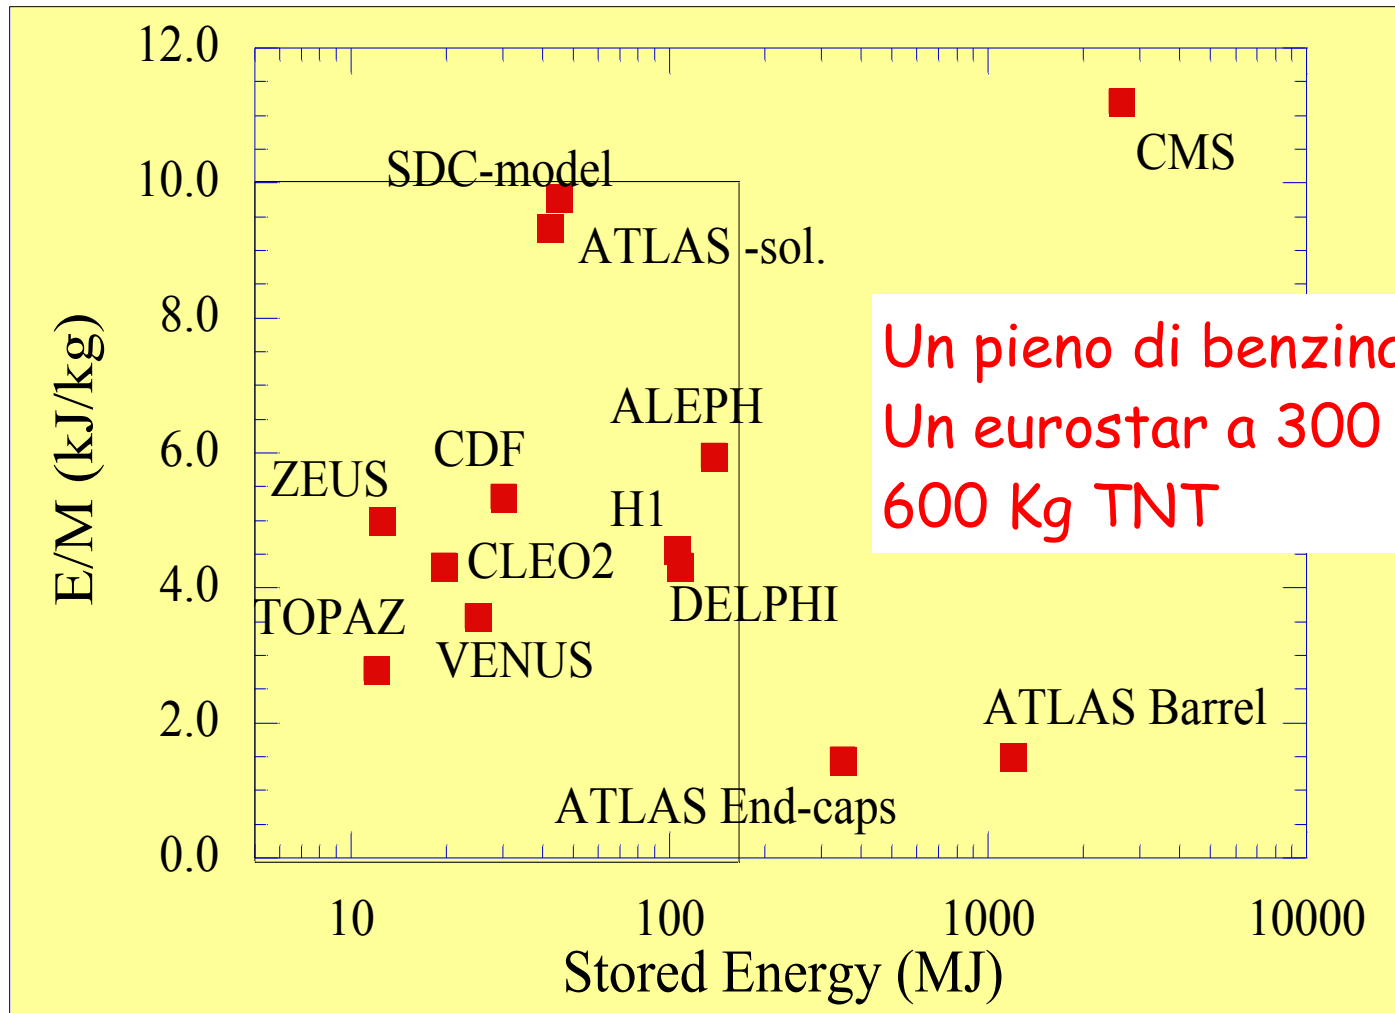 12.0
10.0
8.0
6.0
4.0
2.0
0.0
E/M (kJ/kg)
CMS
SDC-model
ATLAS -sol.
Un pieno di benzina
Un eurostar a 300
600 Kg TNT
ALEPH
CDF
ZEUS
H1
CLEO2
DELPHI
TOPAZ
VENUS
ATLAS Barrel
ATLAS End-caps
10 100 1000 10000
Stored Energy (MJ)